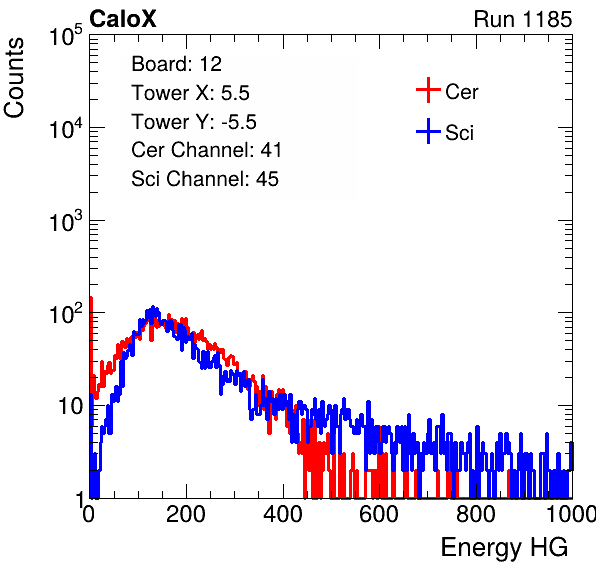 CaloX Run 1185
Counts
Board: 12
Tower X: 5.5
Tower Y: -5.5
Cer Channel: 41
Sci Channel: 45
Cer
Sci
10^5
10^4
10^3
10^2
10
1
0 200 400 600 800 1000
Energy HG